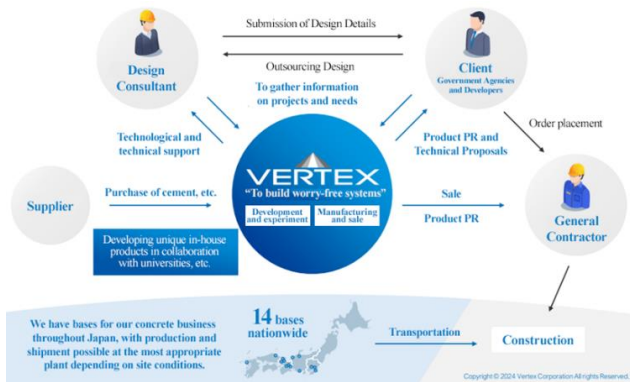 Submission of Design Details
Outsourcing Design
Design
Consultant
Client
Government Agencies
and Developers
To gather information
on projects and needs
Order placement
Technological and
technical support
Product PR and
Technical Proposals
VERTEX
“To build worry-free systems”
Development
and experiment
Manufacturing
and sale
Supplier
Purchase of cement, etc.
Sale
Product PR
General
Contractor
Developing unique in-house
products in collaboration
with universities, etc.
We have bases for our concrete business
throughout Japan, with production and
shipment possible at the most appropriate
plant depending on site conditions.
14 bases
nationwide
Transportation
Construction
Copyright © 2024 Vertex Corporation All rights Reserved.